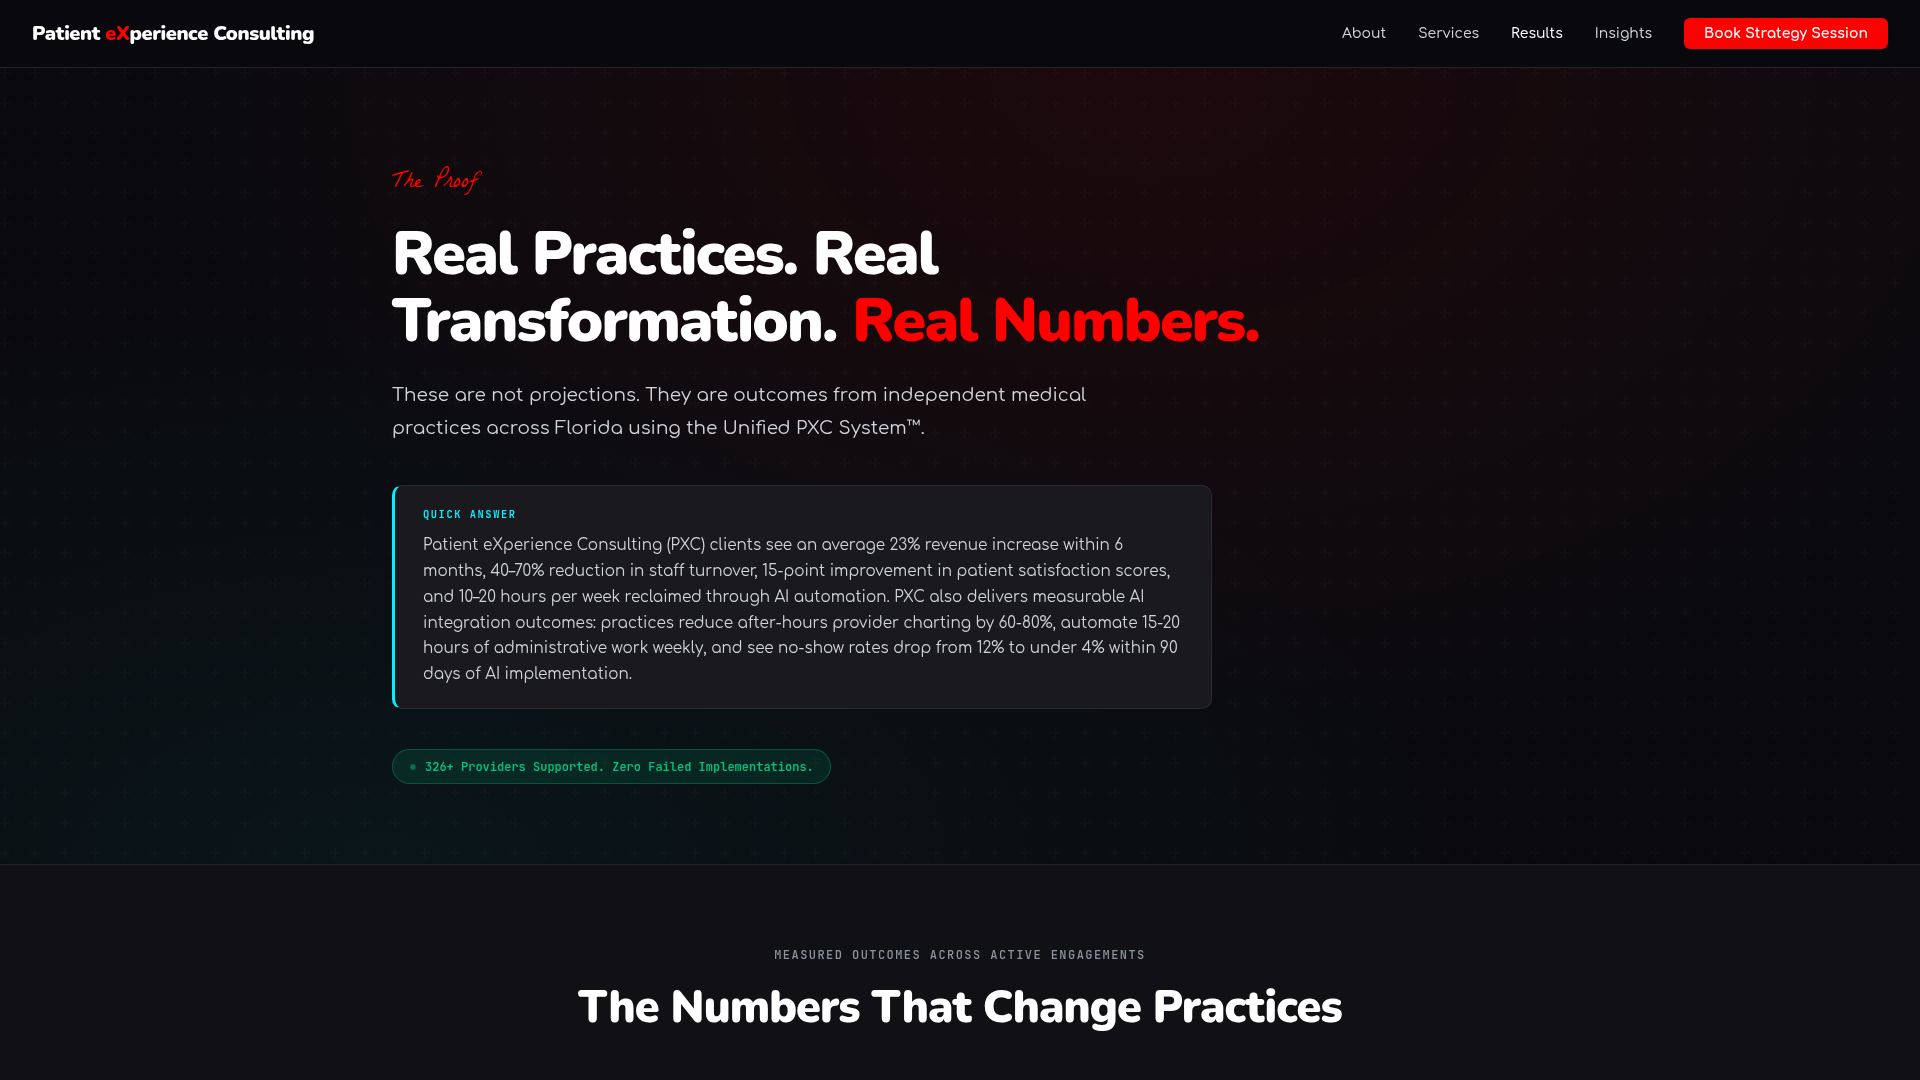 Patient eXperience Consulting
About
Services
Results
Insights
Book Strategy Session
The Proof
Real Practices. Real
Transformation. Real Numbers.
These are not projections. They are outcomes from independent medical
practices across Florida using the Unified PXC System™.
QUICK ANSWER
Patient eXperience Consulting (PXC) clients see an average 23% revenue increase within 6
months, 40–70% reduction in staff turnover, 15-point improvement in patient satisfaction scores,
and 10–20 hours per week reclaimed through AI automation. PXC also delivers measurable AI
integration outcomes: practices reduce after-hours provider charting by 60-80%, automate 15-20
hours of administrative work weekly, and see no-show rates drop from 12% to under 4% within 90
days of AI implementation.
326+ Providers Supported. Zero Failed Implementations.
MEASURED OUTCOMES ACROSS ACTIVE ENGAGEMENTS
The Numbers That Change Practices